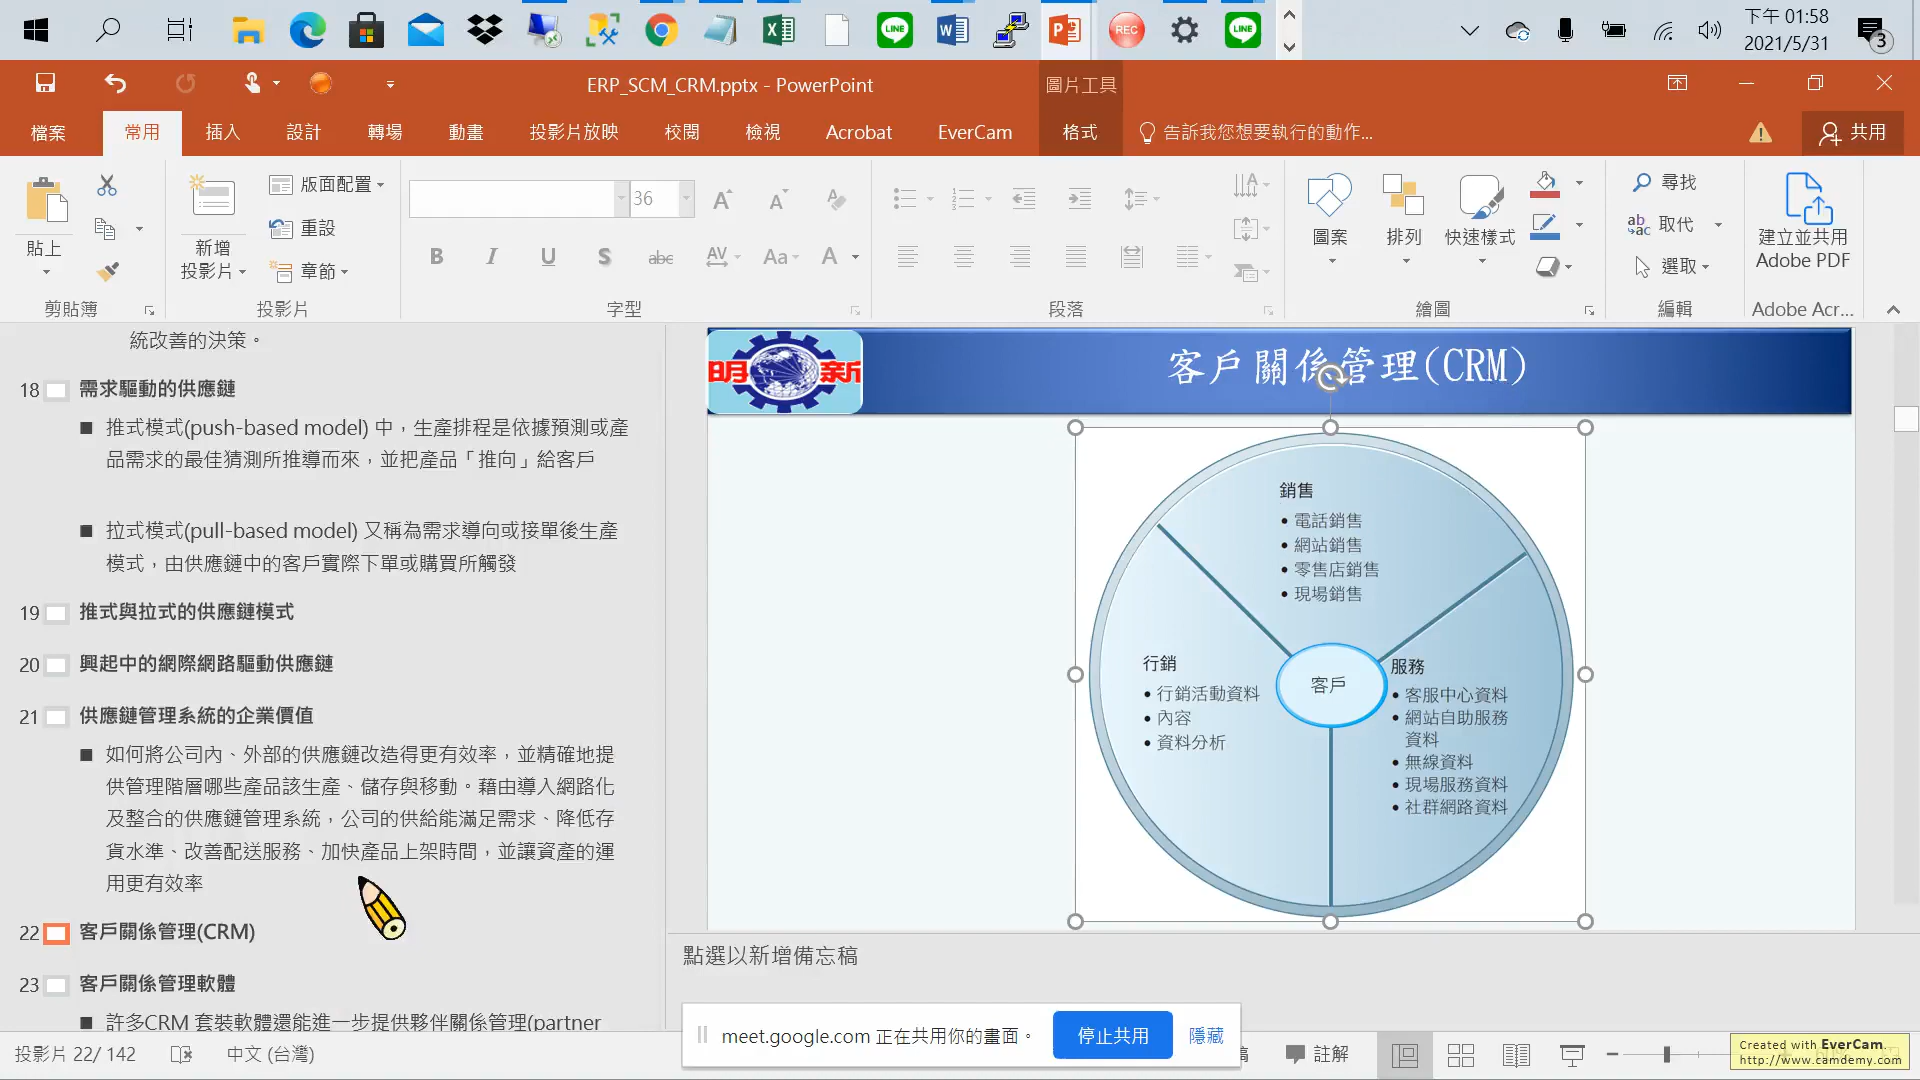 下午 01:58
2021/5/31
3
ERP_SCM_CRM.pptx - PowerPoint
圖片工具
檔案 常用 插入 設計 轉場 動畫 投影片放映 校閱 檢視 Acrobat EverCam 格式 告訴我您想要執行的動作... 共用
貼上
剪貼簿
新增
投影片
版面配置
重設
章節
投影片
36
字型
段落
圖案
排列
快速樣式
繪圖
尋找
取代
選取
編輯
建立並共用
Adobe PDF
Adobe Acr...
統改善的決策。
18 需求驅動的供應鏈
■ 推式模式(push-based model) 中，生產排程是依據預測或產
品需求的最佳猜測所推導而來，並把產品「推向」給客戶
■ 拉式模式(pull-based model) 又稱為需求導向或接單後生產
模式，由供應鏈中的客戶實際下單或購買所觸發
19 推式與拉式的供應鏈模式
20 興起中的網際網路驅動供應鏈
21 供應鏈管理系統的企業價值
■ 如何將公司內、外部的供應鏈改造得更有效率，並精確地提
供管理階層哪些產品該生產、儲存與移動。藉由導入網路化
及整合的供應鏈管理系統，公司的供給能滿足需求、降低存
貨水準、改善配送服務、加快產品上架時間，並讓資產的運
用更有效率
22 客戶關係管理(CRM)
23 客戶關係管理軟體
■ 許多CRM 套裝軟體還能進一步提供夥伴關係管理(partner
明新
客戶關係管理(CRM)
銷售
• 電話銷售
• 網站銷售
• 零售店銷售
• 現場銷售
行銷
• 行銷活動資料
• 內容
• 資料分析
客戶
服務
• 客服中心資料
• 網站自助服務
資料
• 無線資料
• 現場服務資料
• 社群網路資料
點選以新增備忘稿
meet.google.com 正在共用你的畫面。 停止共用 隱藏
投影片 22/ 142 中文 (台灣) 註解
Created with EverCam.
http://www.camdemy.com